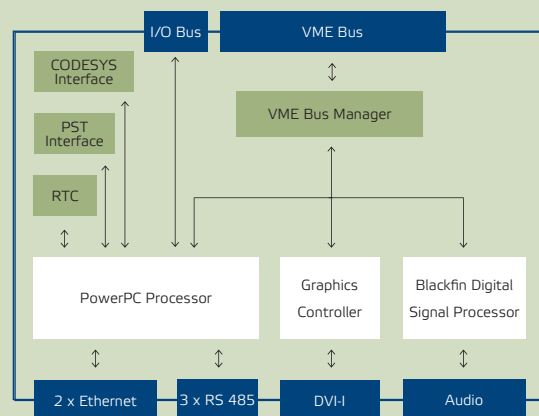 I/O Bus
VME Bus
CODESYS
Interface
VME Bus Manager
PST
Interface
RTC
PowerPC Processor
Graphics
Controller
Blackfin Digital
Signal Processor
2 x Ethernet
3 x RS 485
DVI-I
Audio